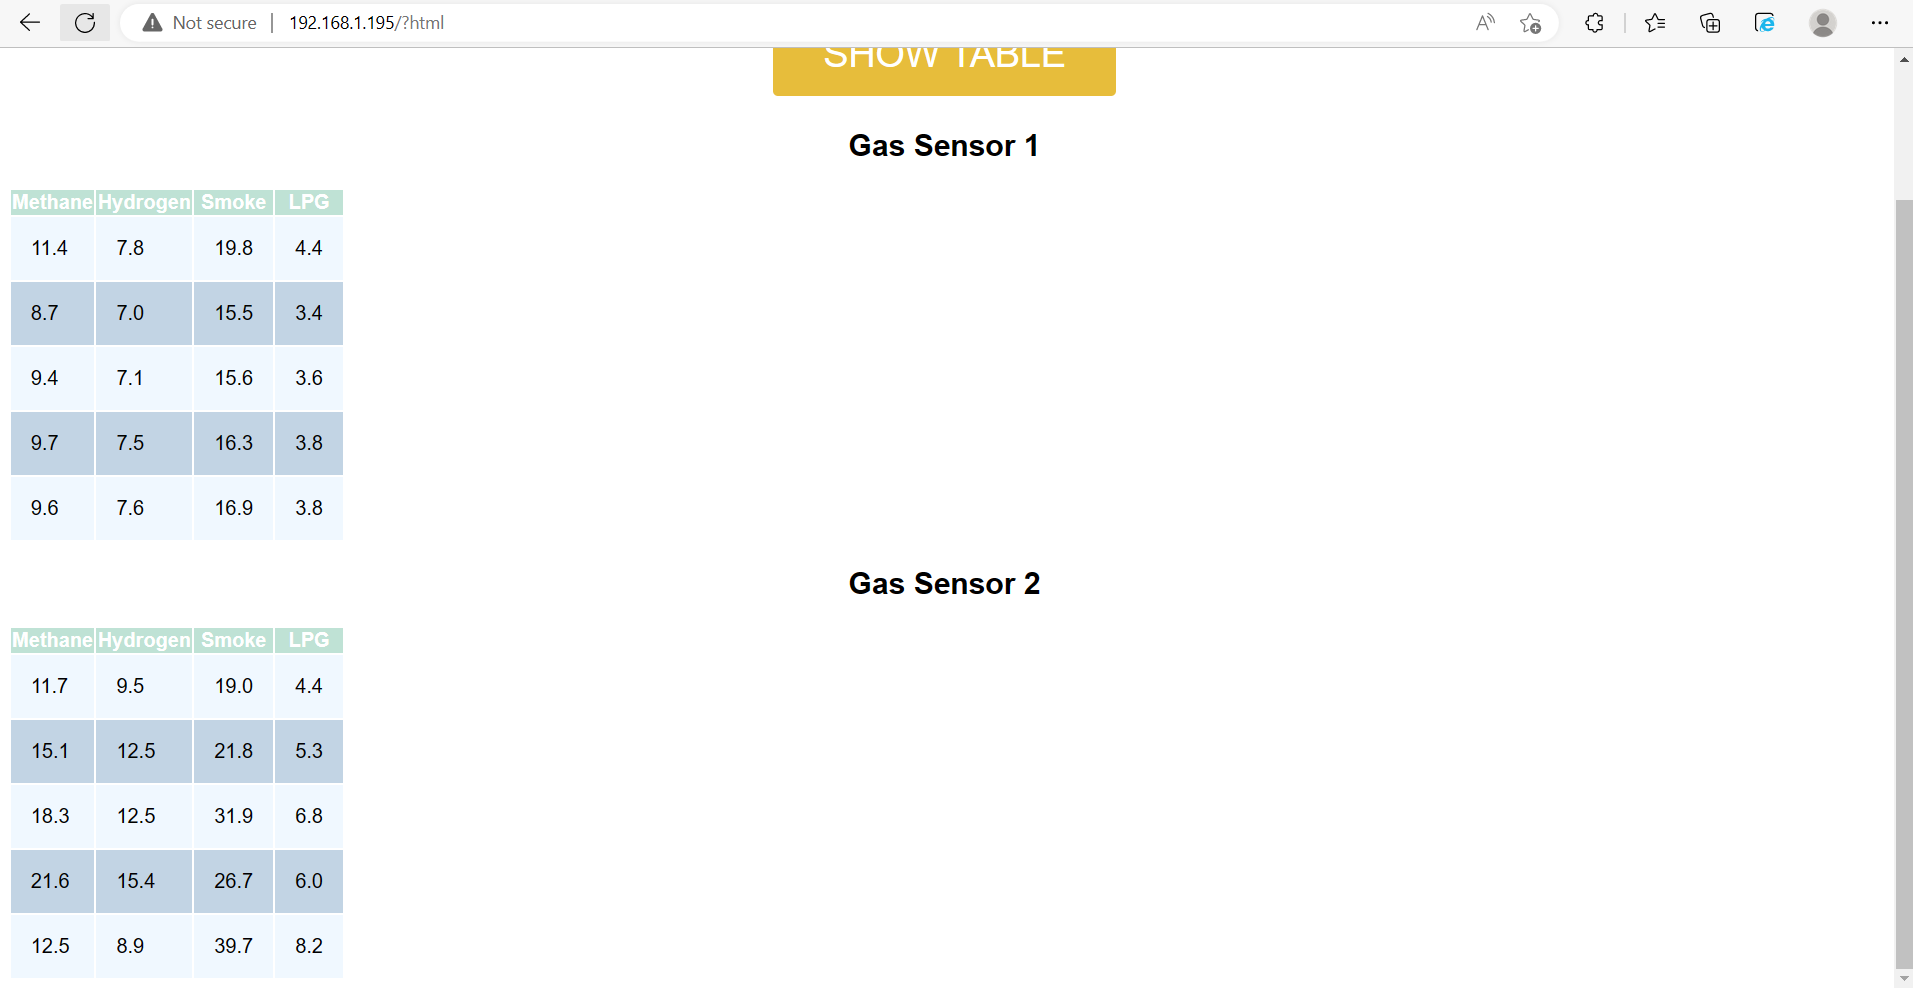 Not secure 192.168.1.195/?html
SHOW TABLE
Gas Sensor 1
Methane Hydrogen Smoke LPG
11.4 7.8 19.8 4.4
8.7 7.0 15.5 3.4
9.4 7.1 15.6 3.6
9.7 7.5 16.3 3.8
9.6 7.6 16.9 3.8
Gas Sensor 2
Methane Hydrogen Smoke LPG
11.7 9.5 19.0 4.4
15.1 12.5 21.8 5.3
18.3 12.5 31.9 6.8
21.6 15.4 26.7 6.0
12.5 8.9 39.7 8.2